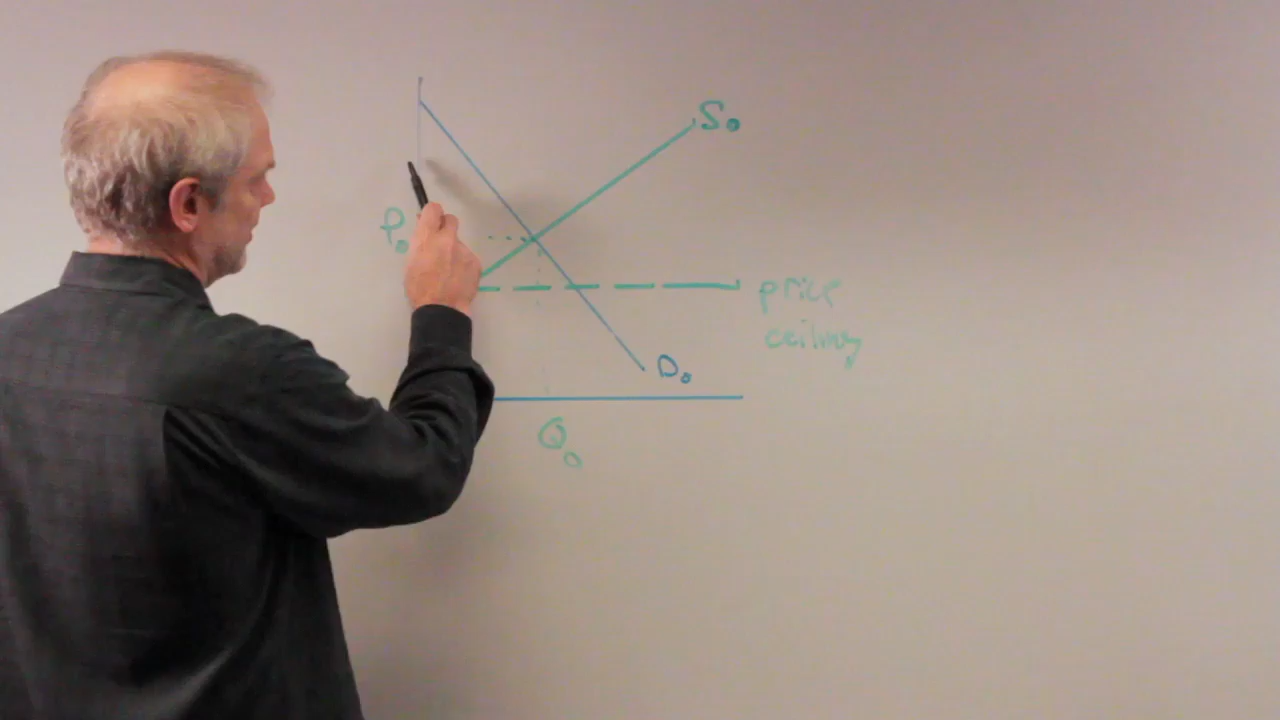 S₀
P₀
price
ceiling
D₀
Q₀